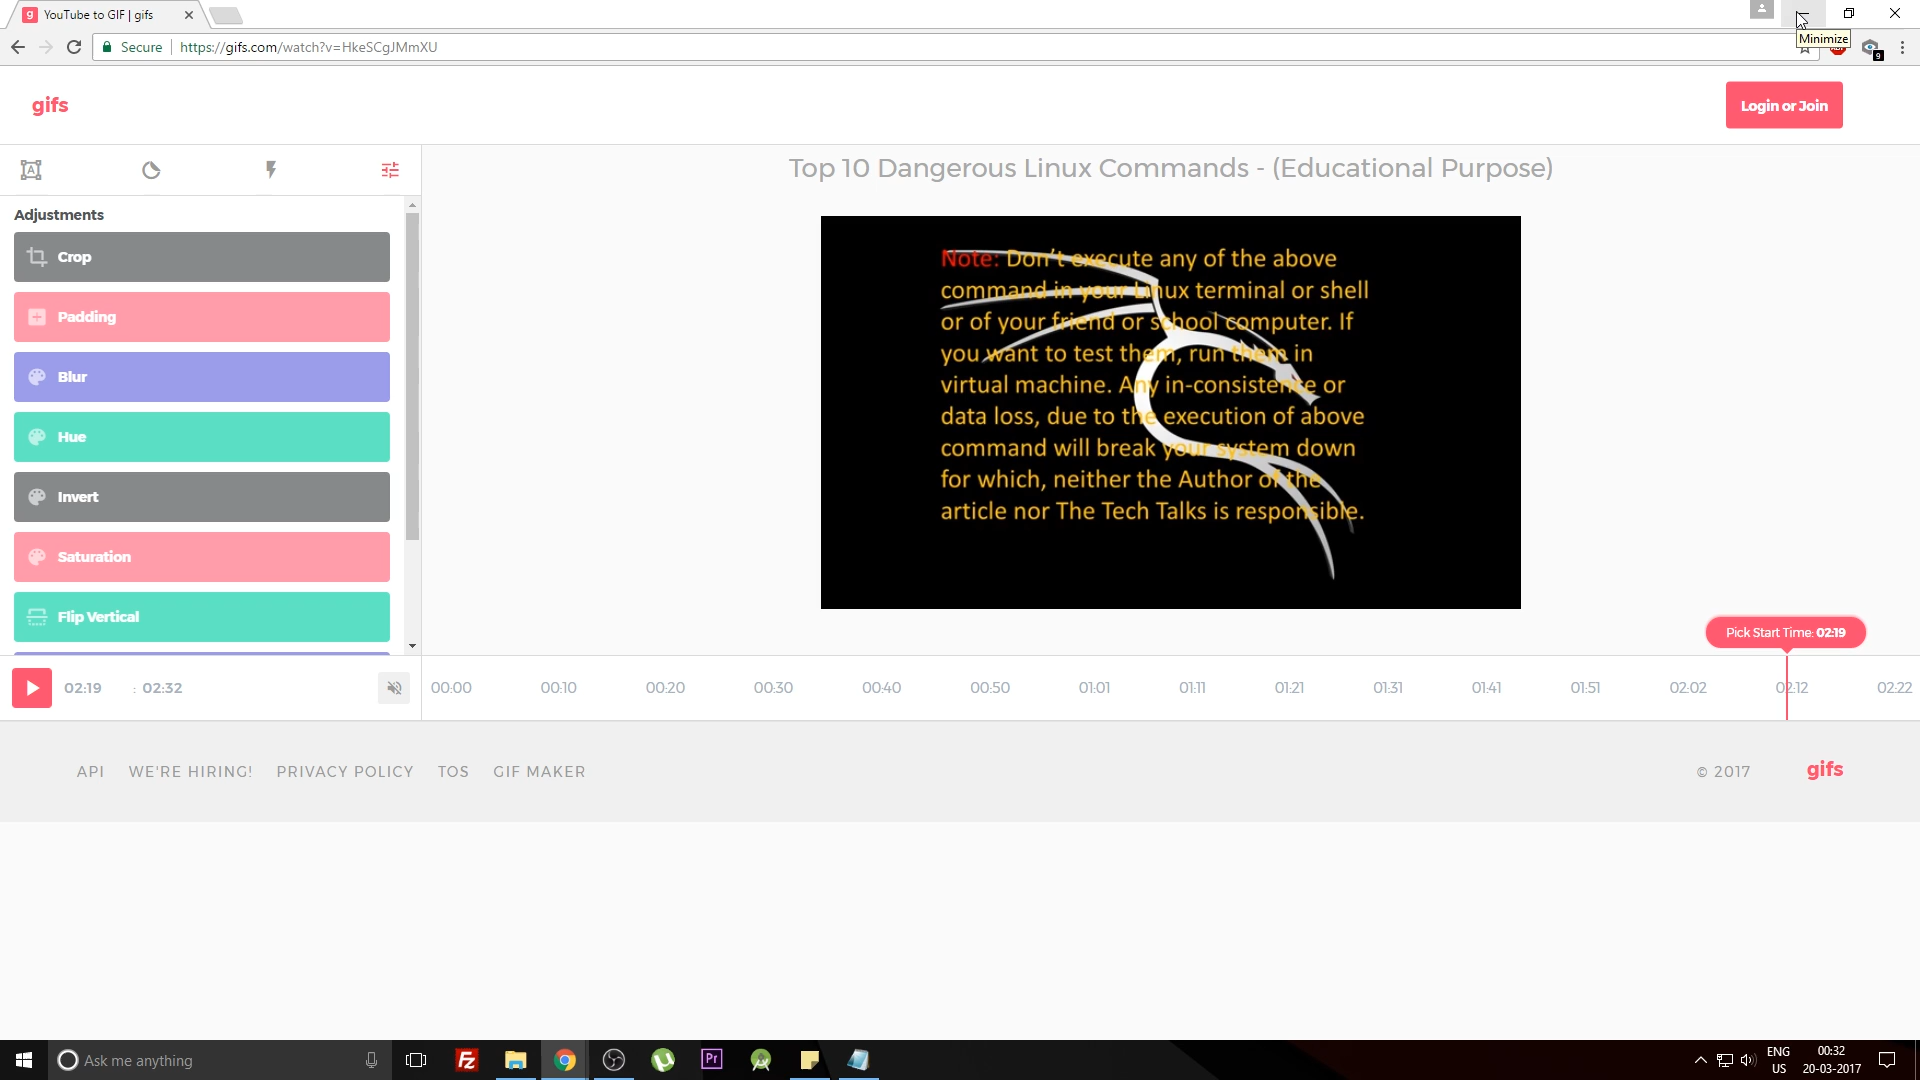 YouTube to GIF | gifs
Secure
https://gifs.com/watch?v=HkeSCgJMmXU
Minimize
9
gifs
Login or Join
Top 10 Dangerous Linux Commands - (Educational Purpose)
Adjustments
Crop
Padding
Blur
Hue
Invert
Saturation
Flip Vertical
Note: Don't execute any of the above
command in your Linux terminal or shell
or of your friend or school computer. If
you want to test them, run them in
virtual machine. Any in-consistence or
data loss, due to the execution of above
command will break your system down
for which, neither the Author of the
article nor The Tech Talks is responsible.
Pick Start Time: 02:19
02:19 : 02:32
00:00 00:10 00:20 00:30 00:40 00:50 01:01 01:11 01:21 01:31 01:41 01:51 02:02 02:12 02:22
API WE'RE HIRING! PRIVACY POLICY TOS GIF MAKER
© 2017 gifs
Ask me anything
Fz
Pr
ENG
US
00:32
20-03-2017